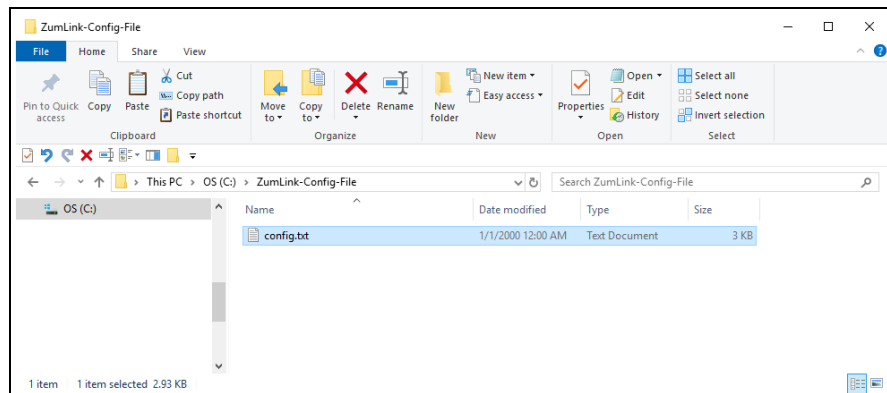 ZumLink-Config-File
File Home Share View
Pin to Quick access
Copy
Paste
Cut
Copy path
Paste shortcut
Clipboard
Move to
Copy to
Delete
Rename
Organize
New folder
New item
Easy access
New
Properties
Open
Edit
History
Open
Select all
Select none
Invert selection
Select
This PC > OS (C:) > ZumLink-Config-File
Search ZumLink-Config-File
OS (C:)
Name Date modified Type Size
config.txt 1/1/2000 12:00 AM Text Document 3 KB
1 item 1 item selected 2.93 KB